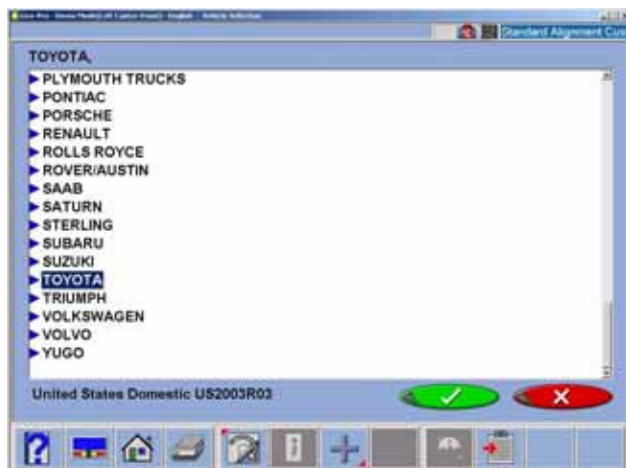 Standard Alignment Cus
TOYOTA,
PLYMOUTH TRUCKS
PONTIAC
PORSCHE
RENAULT
ROLLS ROYCE
ROVER/AUSTIN
SAAB
SATURN
STERLING
SUBARU
SUZUKI
TOYOTA
TRIUMPH
VOLKSWAGEN
VOLVO
YUGO
United States Domestic US2003R03